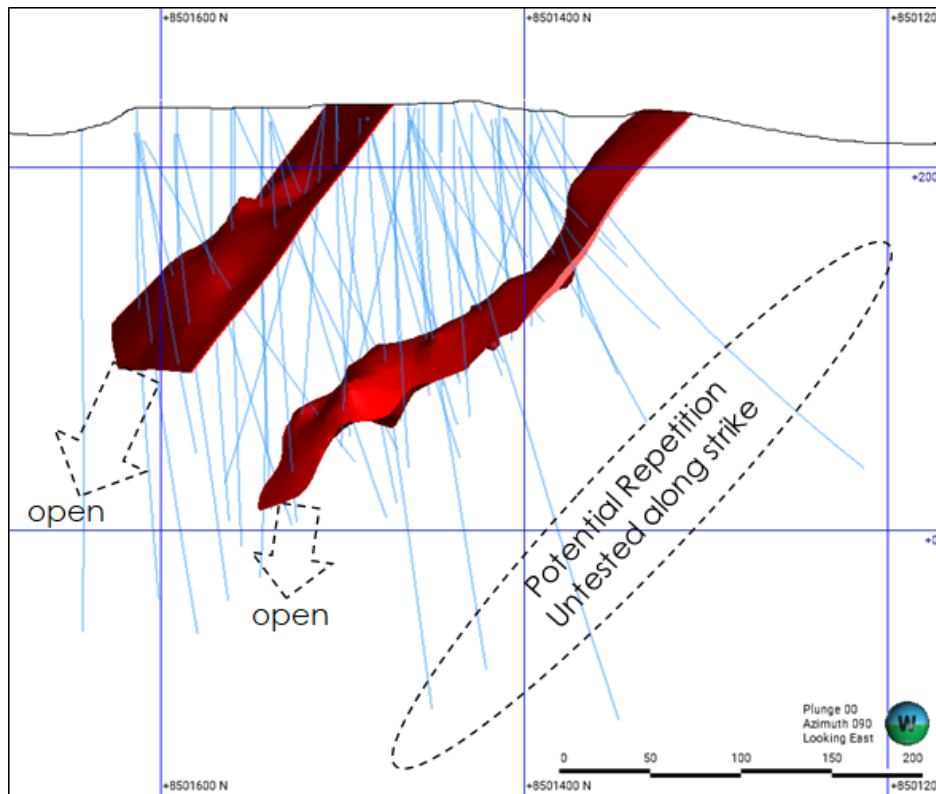 +8501600 N
+8501400 N
+850120
+200
open
Potential Repetition
Untested along strike
+0
open
Plunge 00
Azimuth 090
Looking East
W
0 50 100 150 200
+8501600 N
+8501400 N
+850120